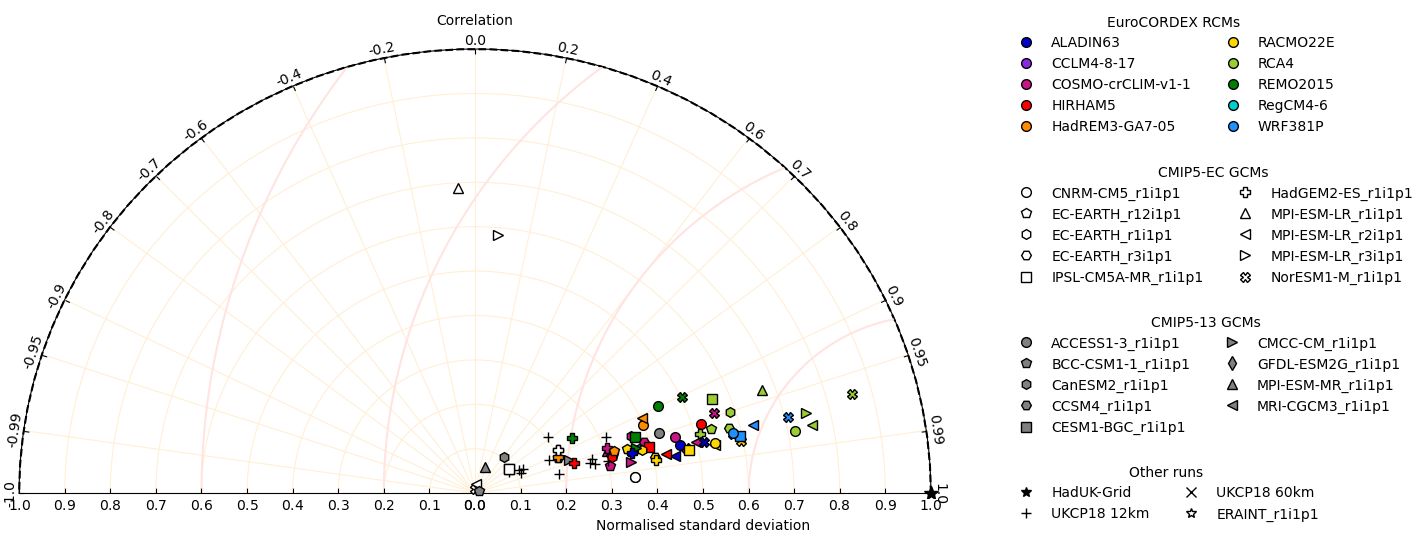 Correlation
0.0
-0.2
0.2
-0.4
0.4
-0.6
0.6
-0.7
0.7
-0.8
0.8
-0.9
0.9
-0.95
0.95
-0.99
0.99
-1.0
1.0
1.0 0.9 0.8 0.7 0.6 0.5 0.4 0.3 0.2 0.1 0.0 0.0 0.1 0.2 0.3 0.4 0.5 0.6 0.7 0.8 0.9 1.0
Normalised standard deviation
EuroCORDEX RCMs
ALADIN63
CCLM4-8-17
COSMO-crCLIM-v1-1
HIRHAM5
HadREM3-GA7-05
RACMO22E
RCA4
REMO2015
RegCM4-6
WRF381P
CMIP5-EC GCMs
CNRM-CM5_r1i1p1
EC-EARTH_r12i1p1
EC-EARTH_r1i1p1
EC-EARTH_r3i1p1
IPSL-CM5A-MR_r1i1p1
HadGEM2-ES_r1i1p1
MPI-ESM-LR_r1i1p1
MPI-ESM-LR_r2i1p1
MPI-ESM-LR_r3i1p1
NorESM1-M_r1i1p1
CMIP5-13 GCMs
ACCESS1-3_r1i1p1
BCC-CSM1-1_r1i1p1
CanESM2_r1i1p1
CCSM4_r1i1p1
CESM1-BGC_r1i1p1
CMCC-CM_r1i1p1
GFDL-ESM2G_r1i1p1
MPI-ESM-MR_r1i1p1
MRI-CGCM3_r1i1p1
Other runs
HadUK-Grid
UKCP18 12km
UKCP18 60km
ERAINT_r1i1p1